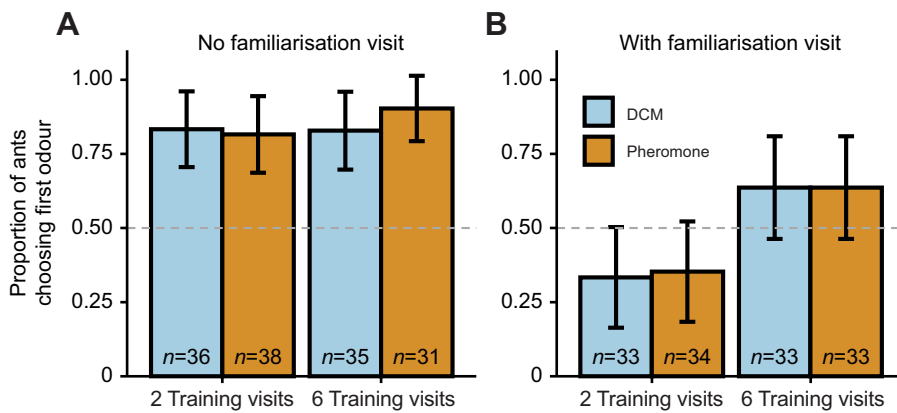 A
No familiarisation visit
B
With familiarisation visit
Proportion of ants
choosing first odour
1.00
0.75
0.50
0.25
0
n=36
n=38
n=35
n=31
2 Training visits
6 Training visits
1.00
0.75
0.50
0.25
0
DCM
Pheromone
n=33
n=34
n=33
n=33
2 Training visits
6 Training visits